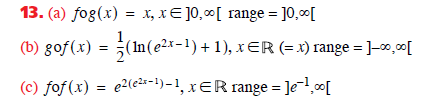 13. (a) fog(x) = x, x∈]0,∞[ range = ]0,∞[
(b) gof(x) = 1/2(ln(e^{2x-1})+1), x∈ℝ (= x) range = ]-∞,∞[
(c) fof(x) = e^{2(e^{2x-1})-1}, x∈ℝ range = ]e^{-1},∞[